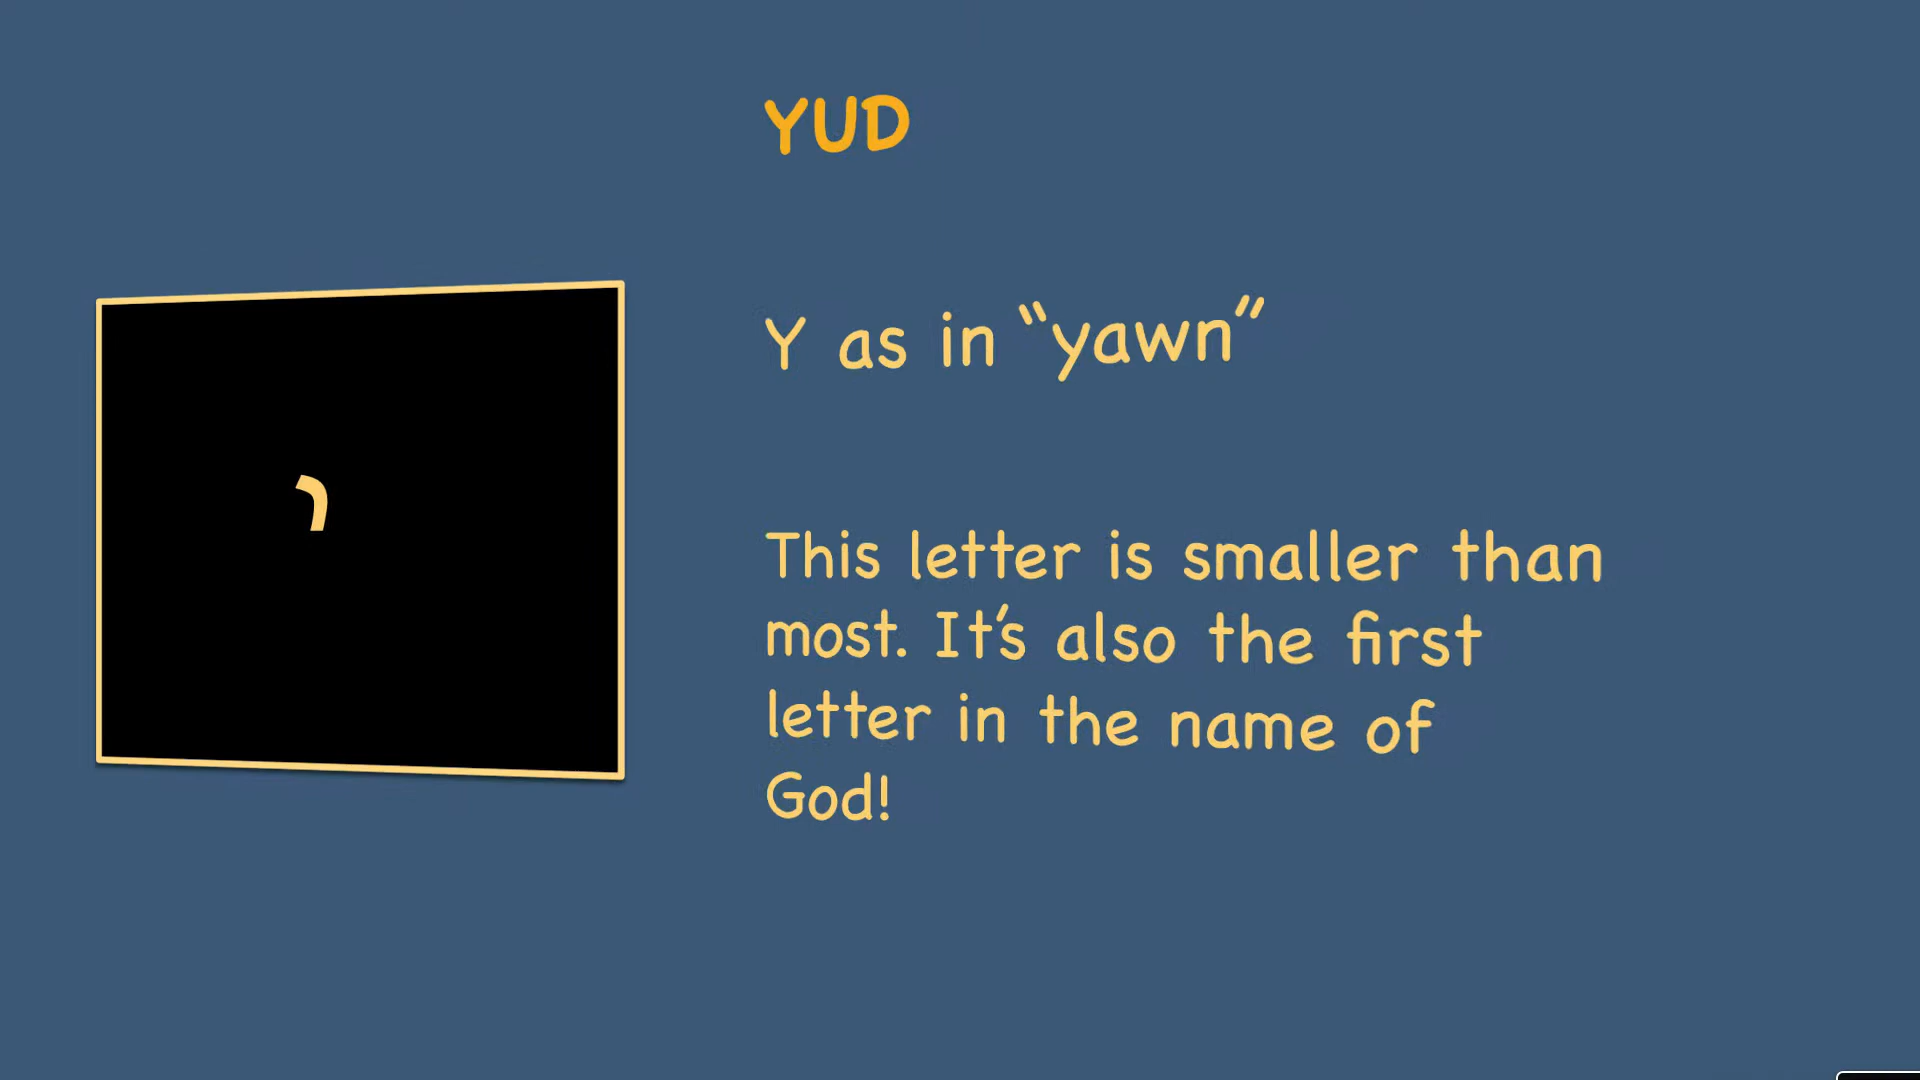 YUD
י
Y as in “yawn”
This letter is smaller than
most. It’s also the first
letter in the name of
God!